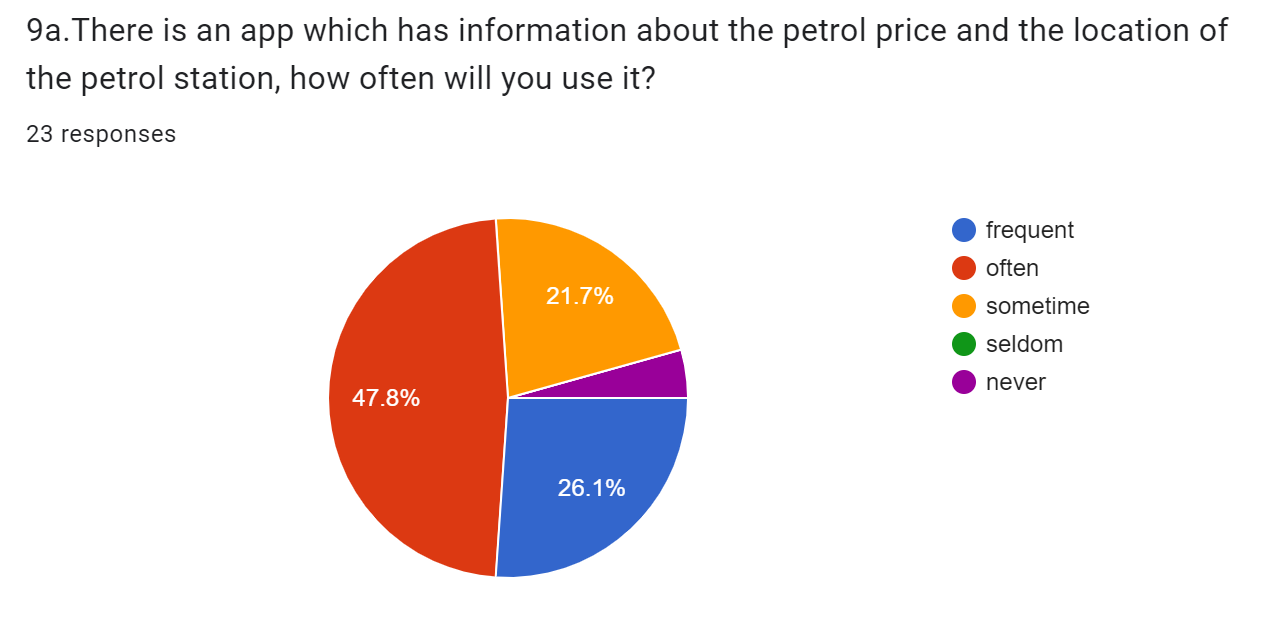 9a.There is an app which has information about the petrol price and the location of
the petrol station, how often will you use it?
23 responses
21.7%
47.8%
26.1%
frequent
often
sometime
seldom
never